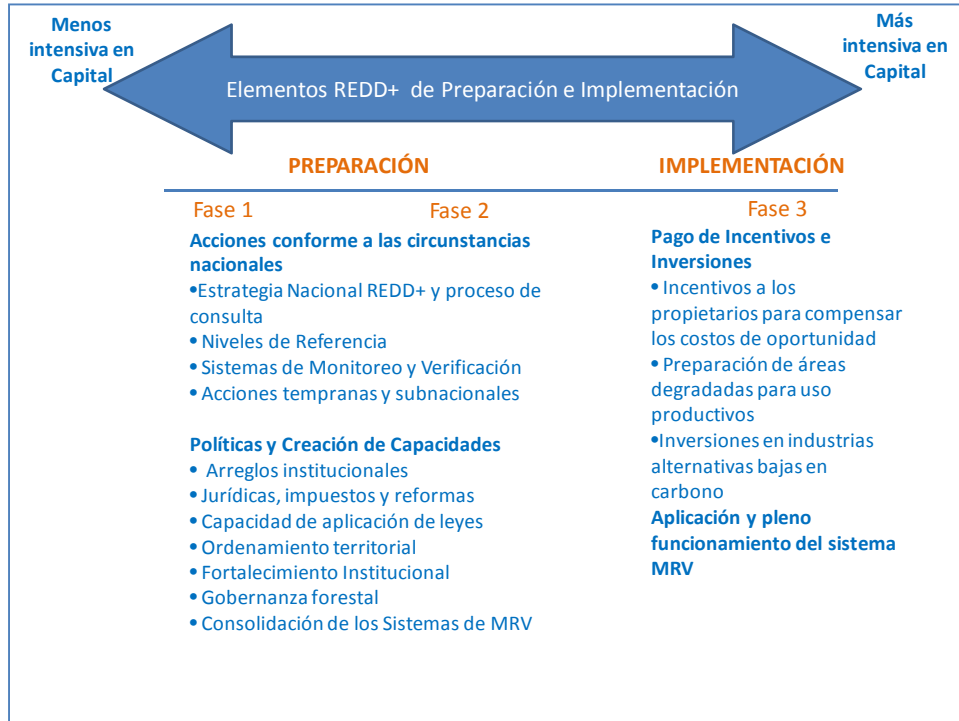 Menos
intensiva en
Capital
Más
intensiva en
Capital
Elementos REDD+ de Preparación e Implementación
PREPARACIÓN
IMPLEMENTACIÓN
Fase 1
Fase 2
Fase 3
Acciones conforme a las circunstancias
nacionales
•Estrategia Nacional REDD+ y proceso de
consulta
• Niveles de Referencia
• Sistemas de Monitoreo y Verificación
• Acciones tempranas y subnacionales
Políticas y Creación de Capacidades
• Arreglos institucionales
• Jurídicas, impuestos y reformas
• Capacidad de aplicación de leyes
• Ordenamiento territorial
• Fortalecimiento Institucional
• Gobernanza forestal
• Consolidación de los Sistemas de MRV
Pago de Incentivos e
Inversiones
• Incentivos a los
propietarios para compensar
los costos de oportunidad
• Preparación de áreas
degradadas para uso
productivos
•Inversiones en industrias
alternativas bajas en
carbono
Aplicación y pleno
funcionamiento del sistema
MRV